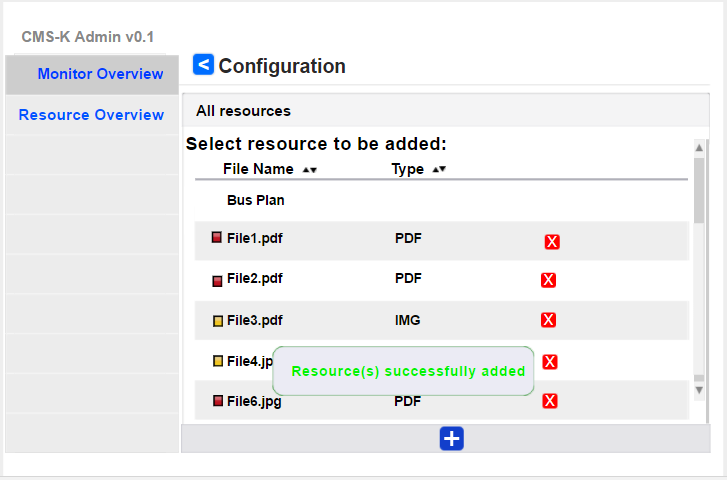 CMS-K Admin v0.1
Monitor Overview
Resource Overview
< Configuration
All resources
Select resource to be added:
File Name Type
Bus Plan
File1.pdf PDF X
File2.pdf PDF X
File3.pdf IMG X
File4.jp X
Resource(s) successfully added
File6.jpg PDF X
+